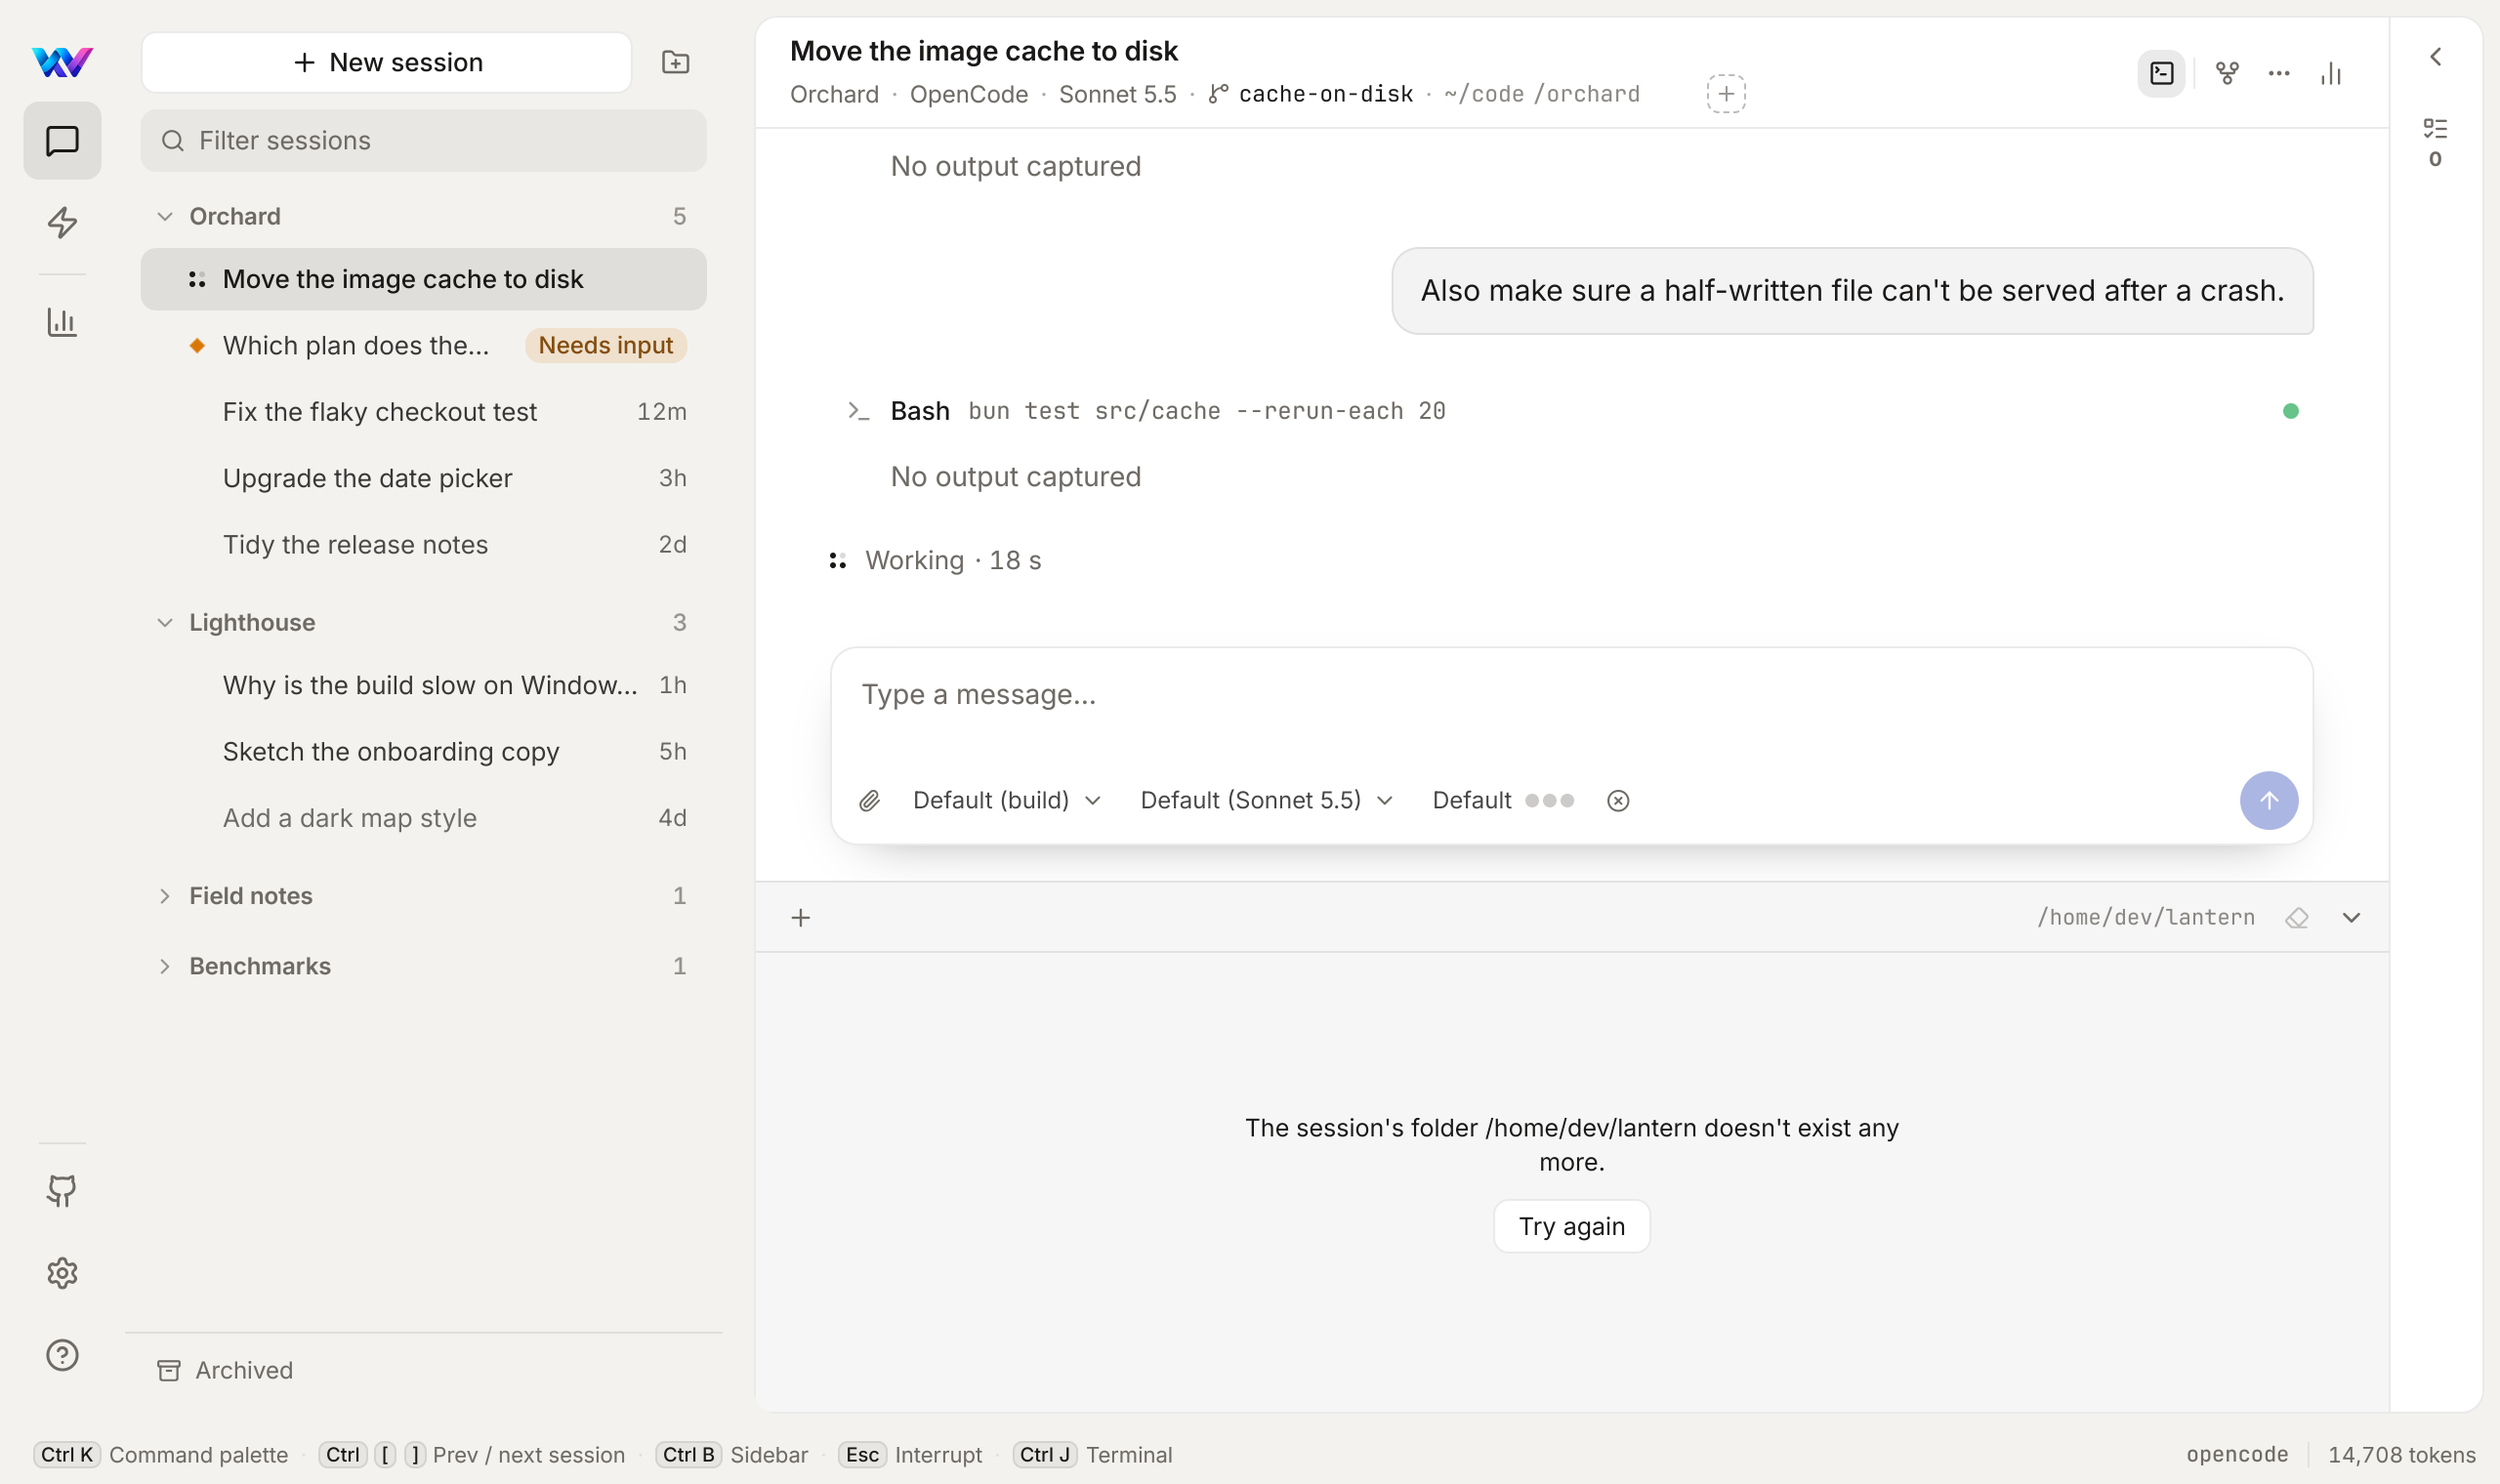 New session
Filter sessions
Orchard 5
Move the image cache to disk
Which plan does the... Needs input
Fix the flaky checkout test 12m
Upgrade the date picker 3h
Tidy the release notes 2d
Lighthouse 3
Why is the build slow on Window... 1h
Sketch the onboarding copy 5h
Add a dark map style 4d
Field notes 1
Benchmarks 1
Archived
Move the image cache to disk
Orchard · OpenCode · Sonnet 5.5 · cache-on-disk · ~/code/orchard
0
No output captured
Also make sure a half-written file can't be served after a crash.
Bash bun test src/cache --rerun-each 20
No output captured
Working · 18 s
Type a message...
Default (build) Default (Sonnet 5.5) Default
/home/dev/lantern
The session's folder /home/dev/lantern doesn't exist any
more.
Try again
Ctrl K Command palette · Ctrl [ ] Prev / next session · Ctrl B Sidebar · Esc Interrupt · Ctrl J Terminal
opencode 14,708 tokens